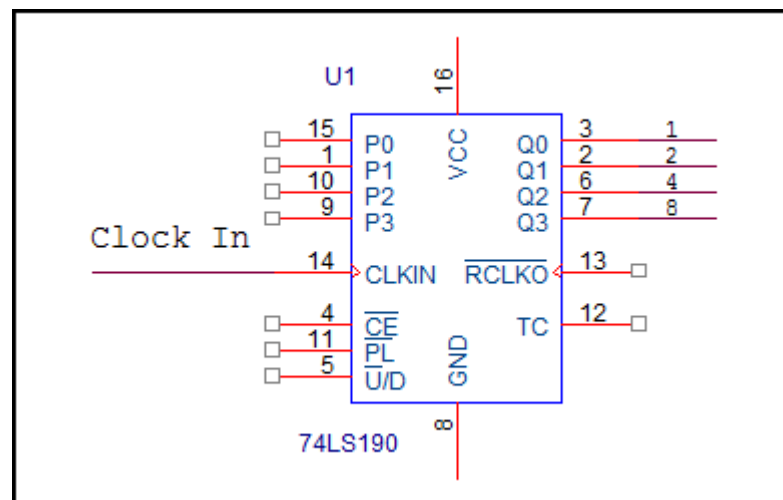 U1
16
VCC
15 P0 Q0 3 1
1 P1 Q1 2 2
10 P2 Q2 6 4
9 P3 Q3 7 8
Clock In
14 CLKIN RCLKO 13
4 CE TC 12
11 PL
5 U/D
GND
8
74LS190